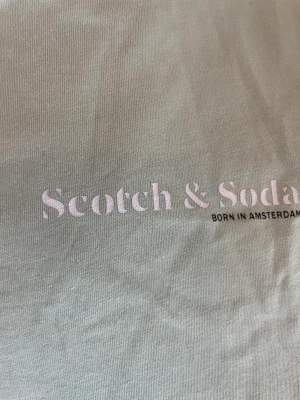 Scotch & Soda
BORN IN AMSTERDAM